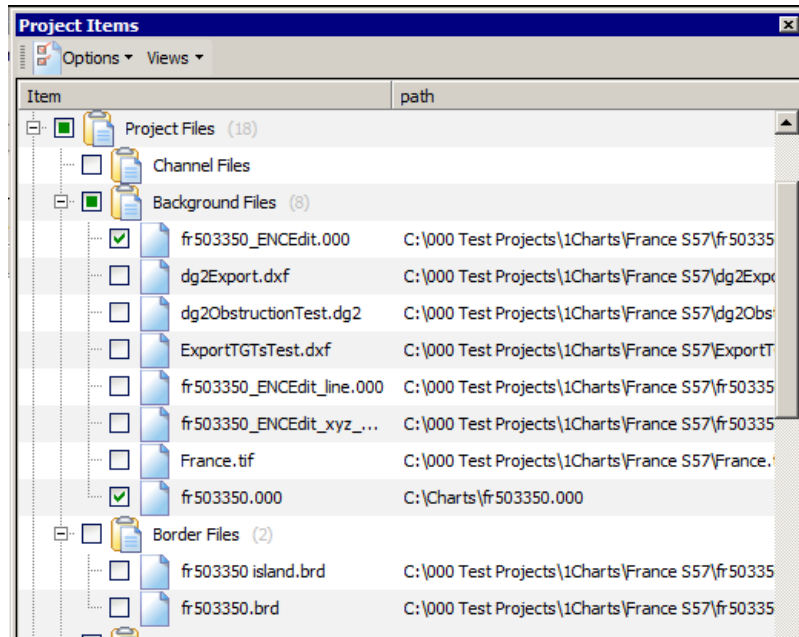 Project Items
Options Views
Item path
Project Files (18)
Channel Files
Background Files (8)
fr503350_ENCEdit.000 C:\000 Test Projects\1Charts\France S57\fr50335
dg2Export.dxf C:\000 Test Projects\1Charts\France S57\dg2Expo
dg2ObstructionTest.dg2 C:\000 Test Projects\1Charts\France S57\dg2Obs
ExportTGTsTest.dxf C:\000 Test Projects\1Charts\France S57\ExportT
fr503350_ENCEdit_line.000 C:\000 Test Projects\1Charts\France S57\fr50335
fr503350_ENCEdit_xyz_... C:\000 Test Projects\1Charts\France S57\fr50335
France.tif C:\000 Test Projects\1Charts\France S57\France.
fr503350.000 C:\Charts\fr503350.000
Border Files (2)
fr503350 island.brd C:\000 Test Projects\1Charts\France S57\fr50335
fr503350.brd C:\000 Test Projects\1Charts\France S57\fr50335